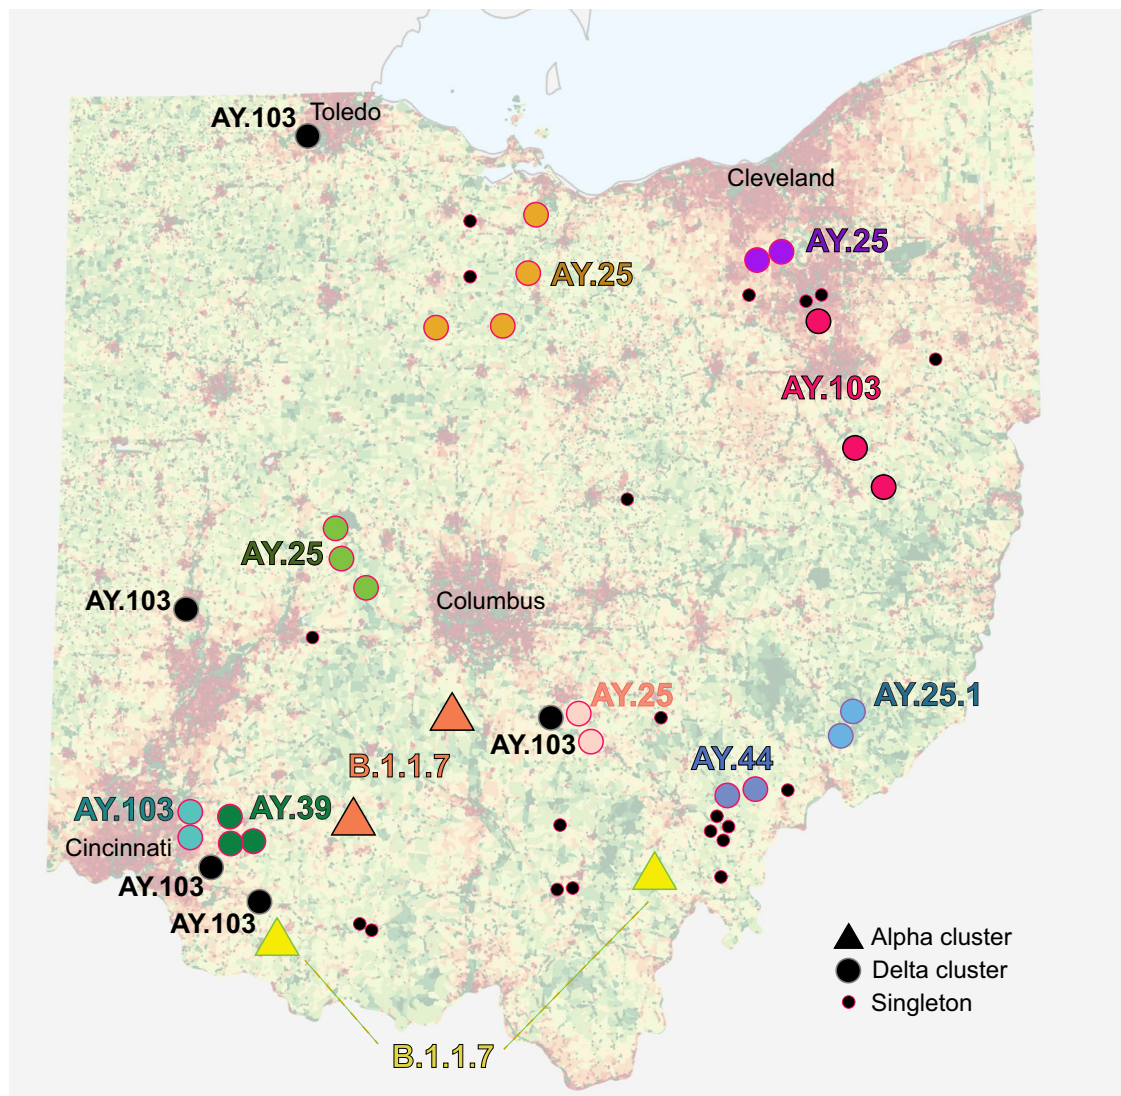 AY.103
Toledo
Cleveland
AY.25
AY.25
AY.103
AY.25
AY.103
Columbus
AY.25
AY.25.1
AY.103
B.1.1.7
AY.44
AY.103
AY.39
Cincinnati
AY.103
AY.103
B.1.1.7
Alpha cluster
Delta cluster
Singleton